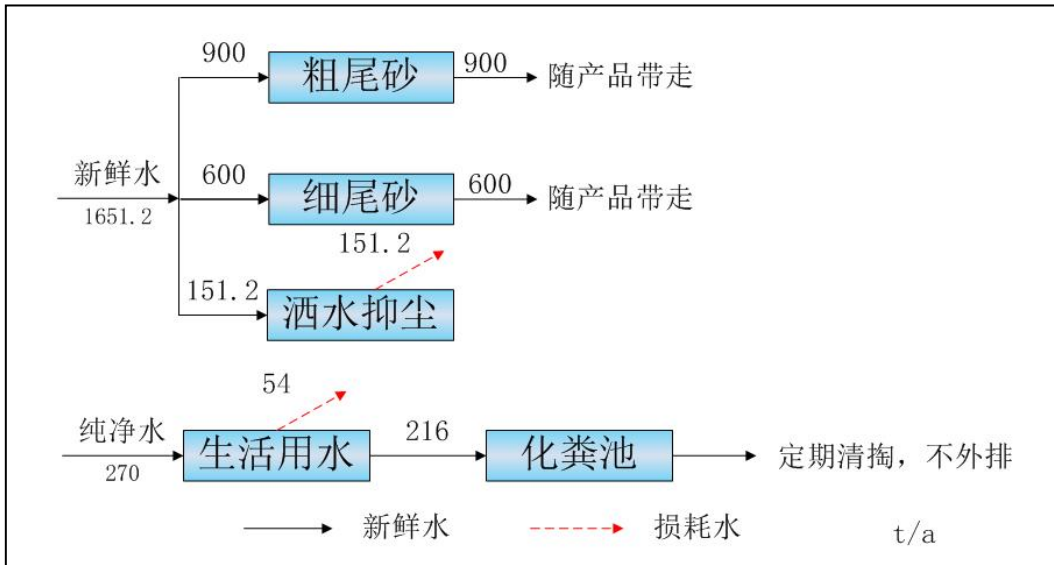 900
粗尾砂
900
随产品带走
新鲜水
1651.2
600
细尾砂
600
随产品带走
151.2
151.2
洒水抑尘
54
纯净水
270
生活用水
216
化粪池
定期清掏，不外排
新鲜水
损耗水
t/a